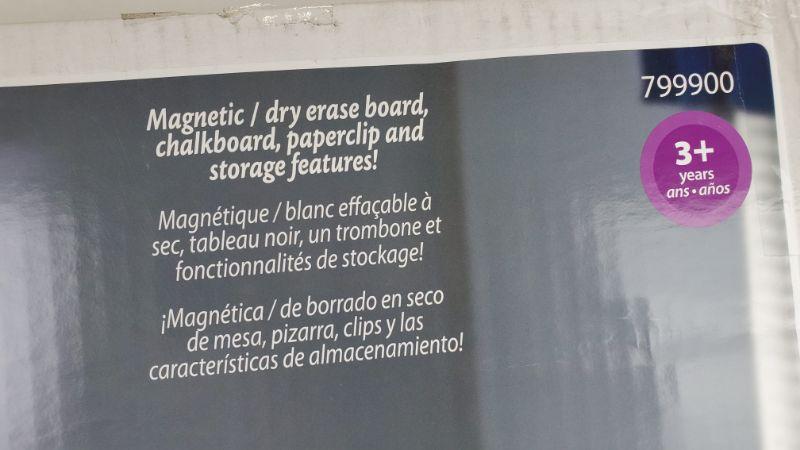 799900
Magnetic / dry erase board,
chalkboard, paperclip and
storage features!
3+
years
ans • años
Magnétique / blanc effaçable à
sec, tableau noir, un trombone et
fonctionnalités de stockage!
¡Magnética / de borrado en seco
de mesa, pizarra, clips y las
características de almacenamiento!